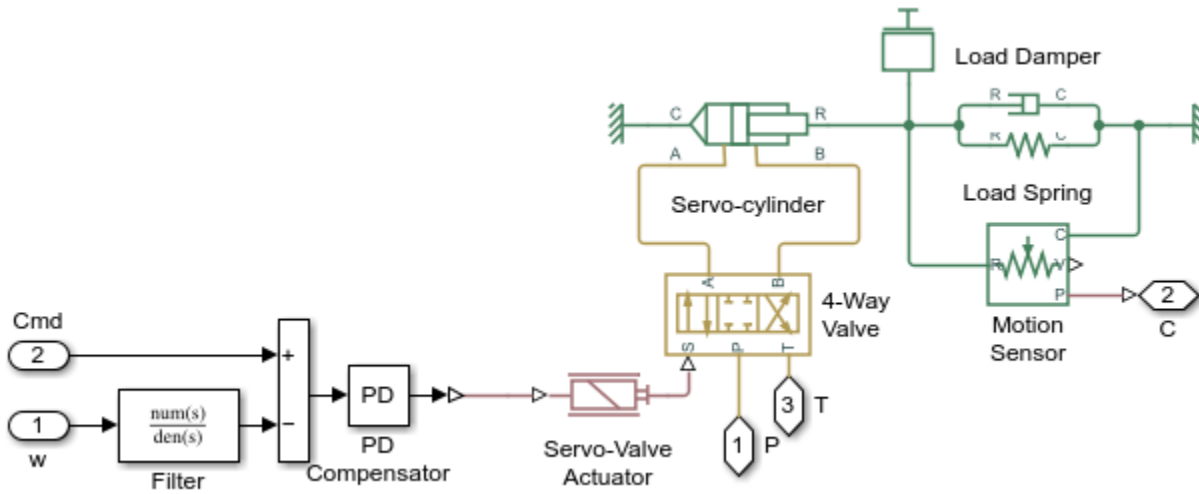 Load Damper
R
C
C
R
R
C
A
B
Load Spring
Servo-cylinder
C
R
V
P
2
C
A
B
4-Way
Valve
S
P
T
Motion
Sensor
Cmd
2
+
num(s)
den(s)
−
PD
1
w
Filter
PD
Compensator
Servo-Valve
Actuator
3
T
1
P